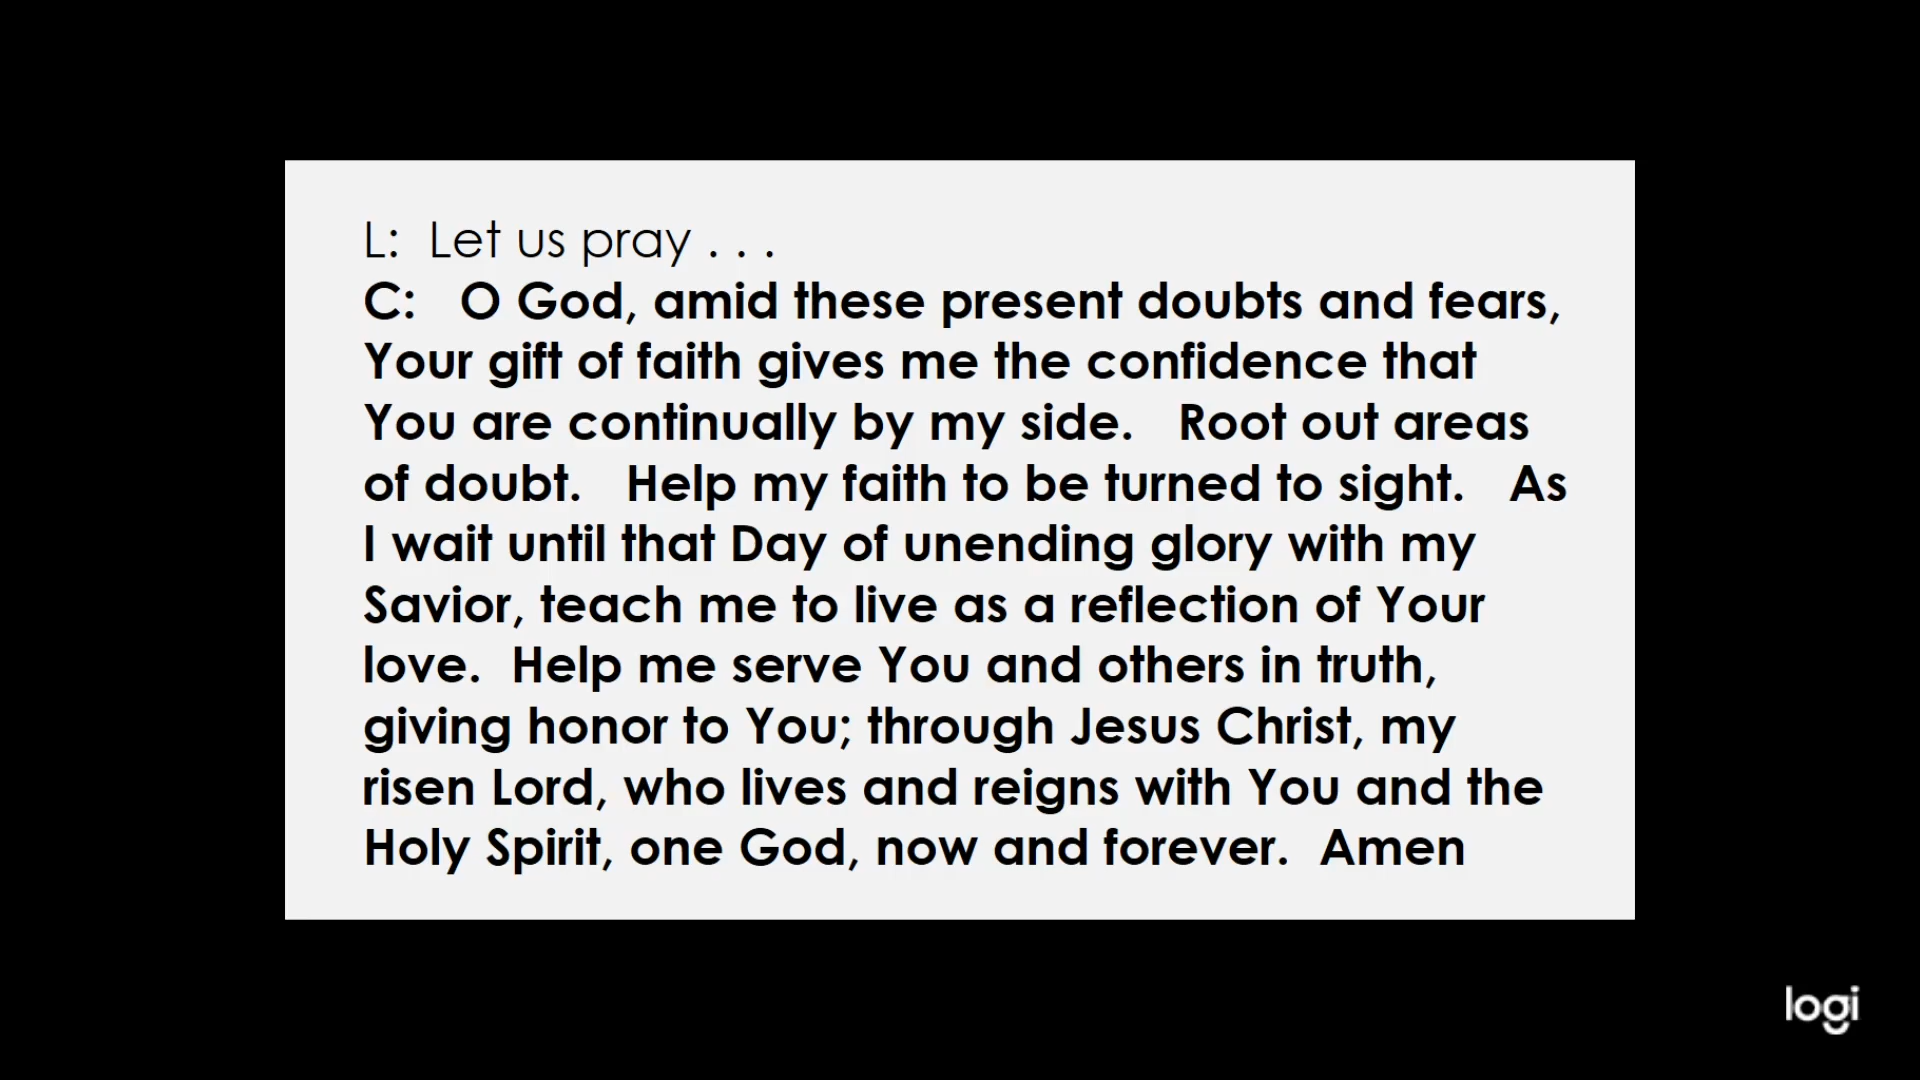 L:  Let us pray . . .
C:   O God, amid these present doubts and fears,
Your gift of faith gives me the confidence that
You are continually by my side.   Root out areas
of doubt.   Help my faith to be turned to sight.   As
I wait until that Day of unending glory with my
Savior, teach me to live as a reflection of Your
love.  Help me serve You and others in truth,
giving honor to You; through Jesus Christ, my
risen Lord, who lives and reigns with You and the
Holy Spirit, one God, now and forever.  Amen
logi